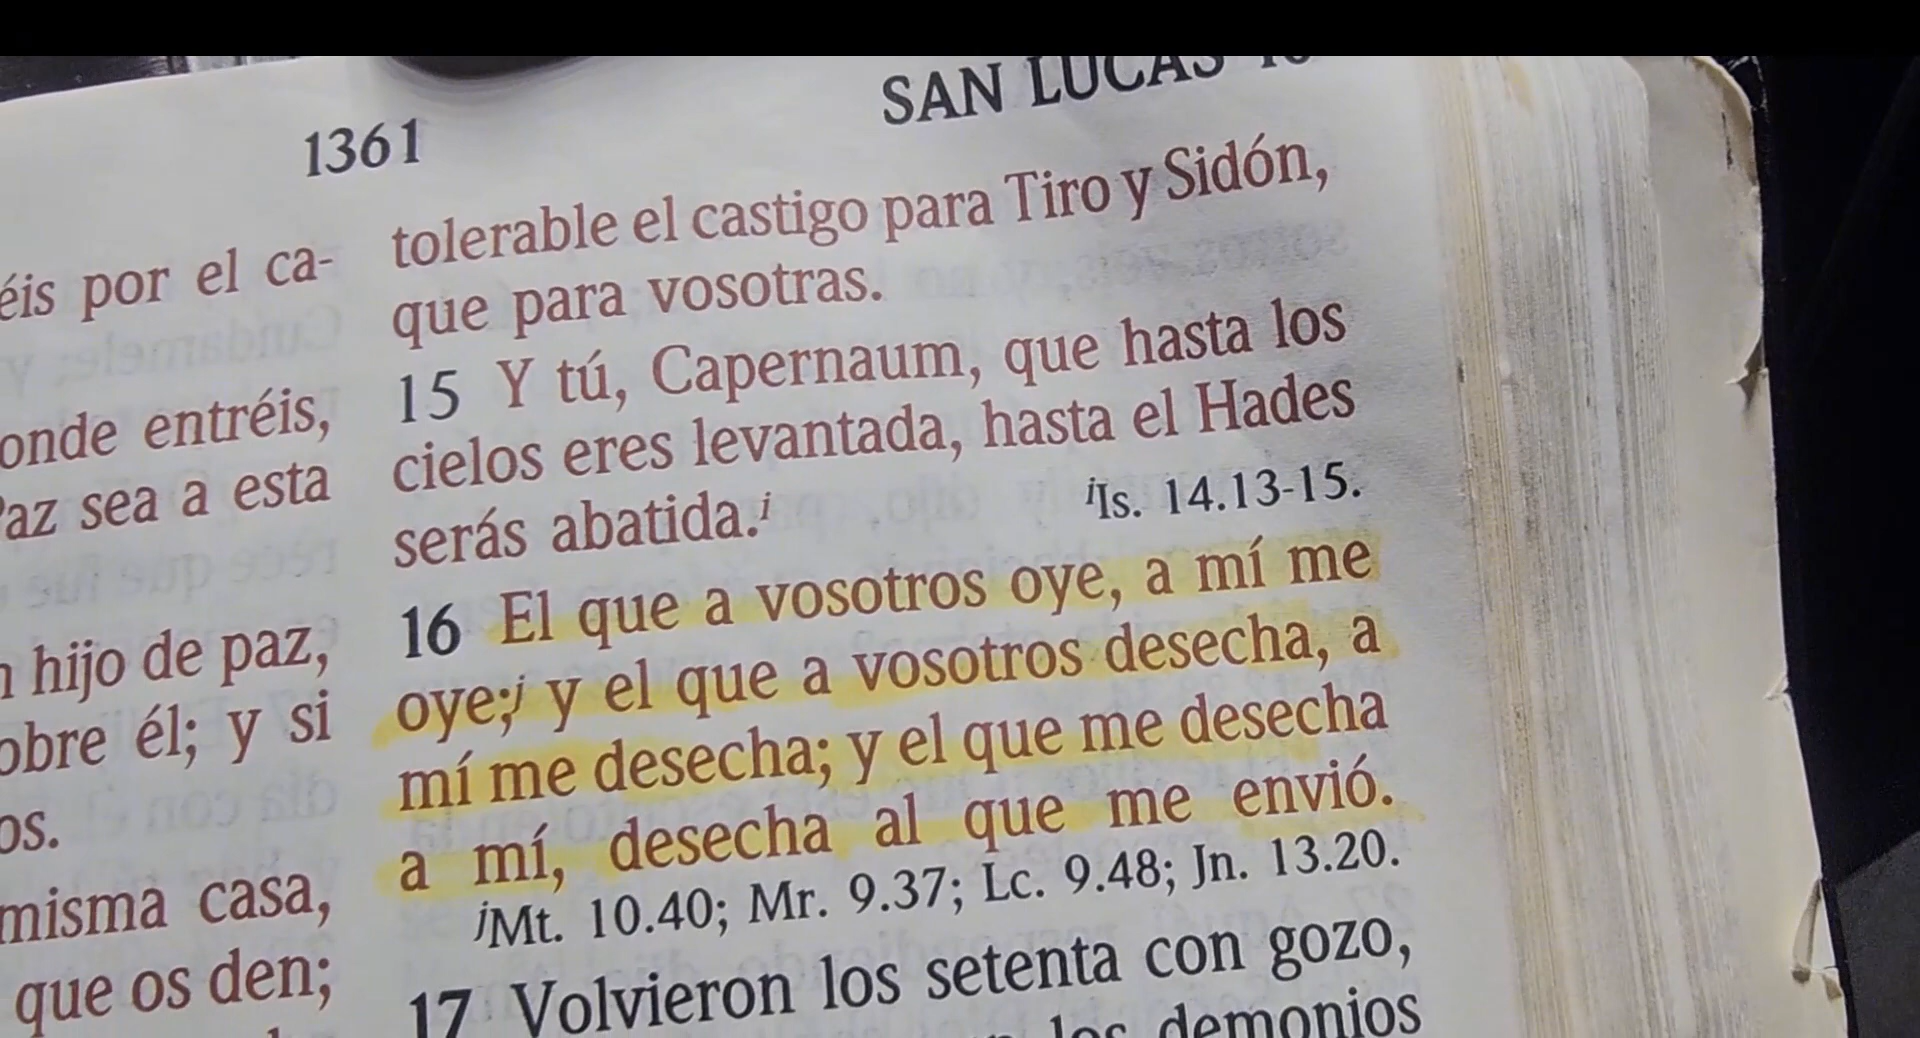 1361
SAN LUCAS
éis por el ca-
onde entréis,
az sea a esta
hijo de paz,
obre él; y si
os.
misma casa,
que os den;
tolerable el castigo para Tiro y Sidón,
que para vosotras.
15 Y tú, Capernaum, que hasta los
cielos eres levantada, hasta el Hades
serás abatida.i
iIs. 14.13-15.
16 El que a vosotros oye, a mí me
oye;j y el que a vosotros desecha, a
mí me desecha; y el que me desecha
a mí, desecha al que me envió.
jMt. 10.40; Mr. 9.37; Lc. 9.48; Jn. 13.20.
17 Volvieron los setenta con gozo,
los demonios